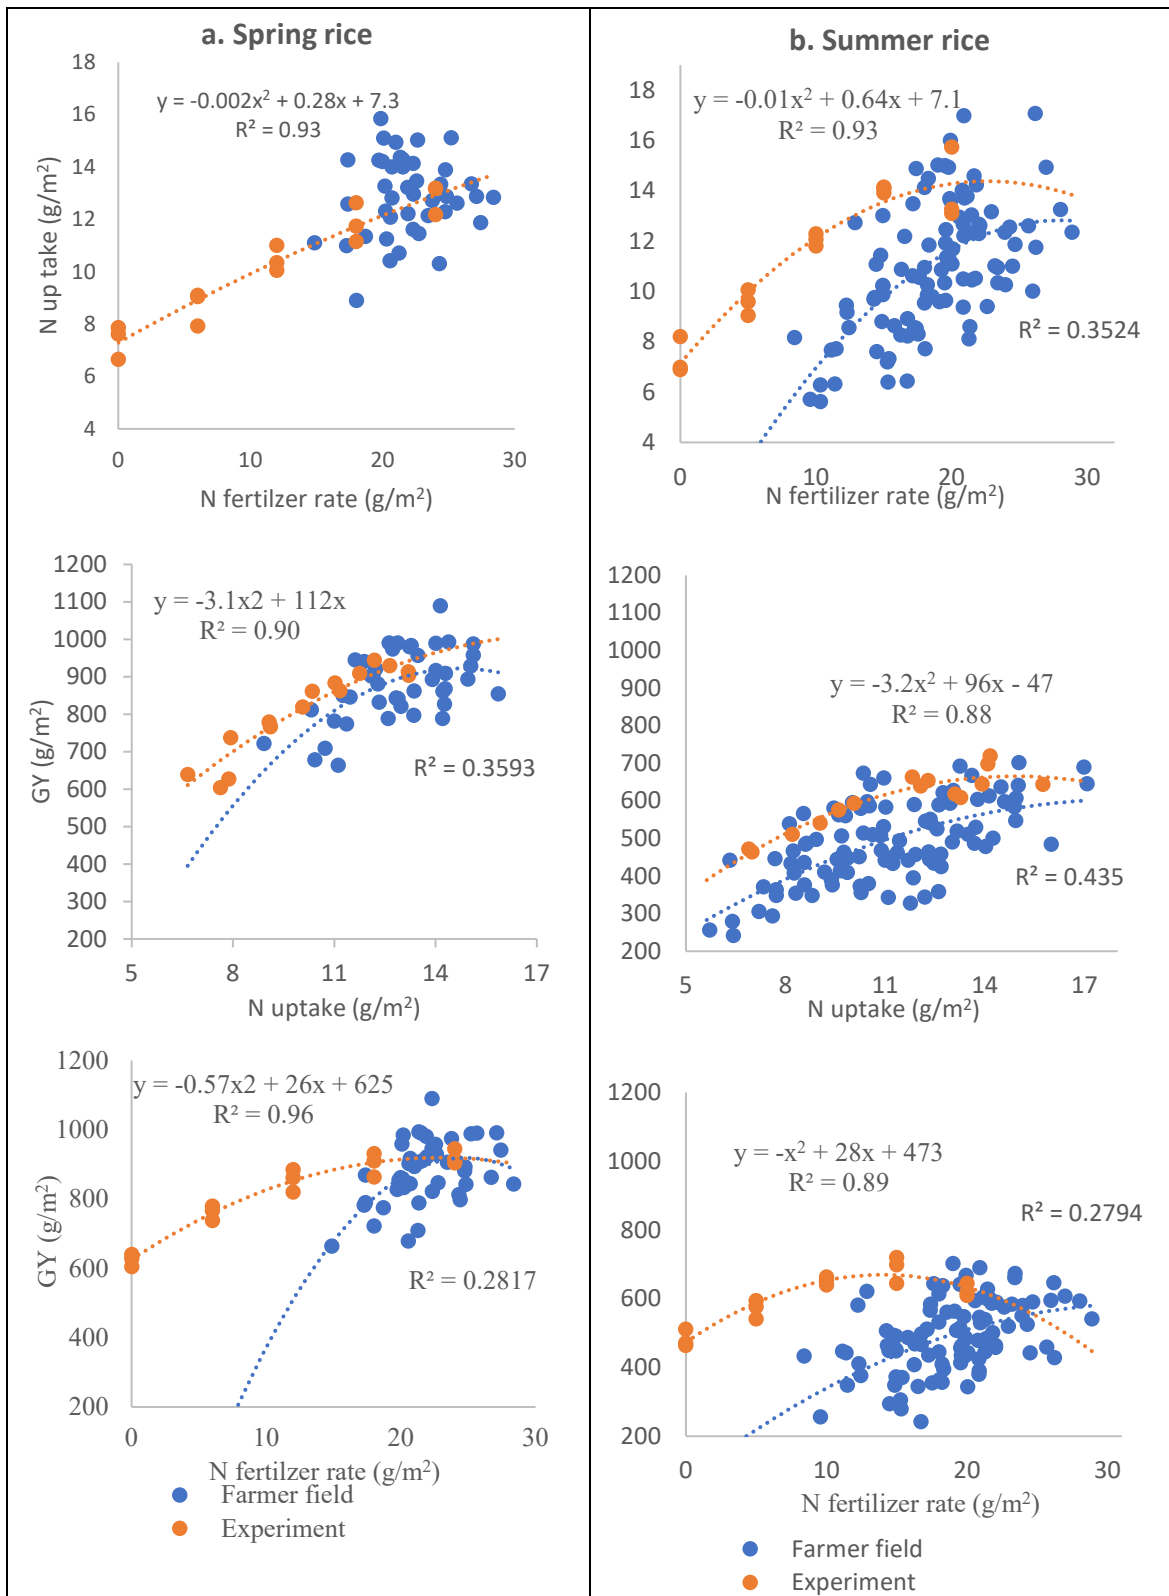 a. Spring rice
18
16
14
12
10
8
6
4
y = -0.002x² + 0.28x + 7.3
R² = 0.93
N up take (g/m²)
0 10 20 30
N fertilzer rate (g/m²)
1200
1100
1000
900
800
700
600
500
400
300
200
y = -3.1x2 + 112x
R² = 0.90
R² = 0.3593
GY (g/m²)
5 8 11 14 17
N uptake (g/m²)
1200
1000
800
600
400
200
y = -0.57x2 + 26x + 625
R² = 0.96
R² = 0.2817
GY (g/m²)
0 10 20 30
N fertilzer rate (g/m²)
Farmer field
Experiment
b. Summer rice
18
16
14
12
10
8
6
4
y = -0.01x² + 0.64x + 7.1
R² = 0.93
R² = 0.3524
0 10 20 30
N fertilizer rate (g/m²)
1200
1100
1000
900
800
700
600
500
400
300
200
y = -3.2x² + 96x - 47
R² = 0.88
R² = 0.435
5 8 11 14 17
N uptake (g/m²)
1200
1000
800
600
400
200
y = -x² + 28x + 473
R² = 0.89
R² = 0.2794
0 10 20 30
N fertilizer rate (g/m²)
Farmer field
Experiment